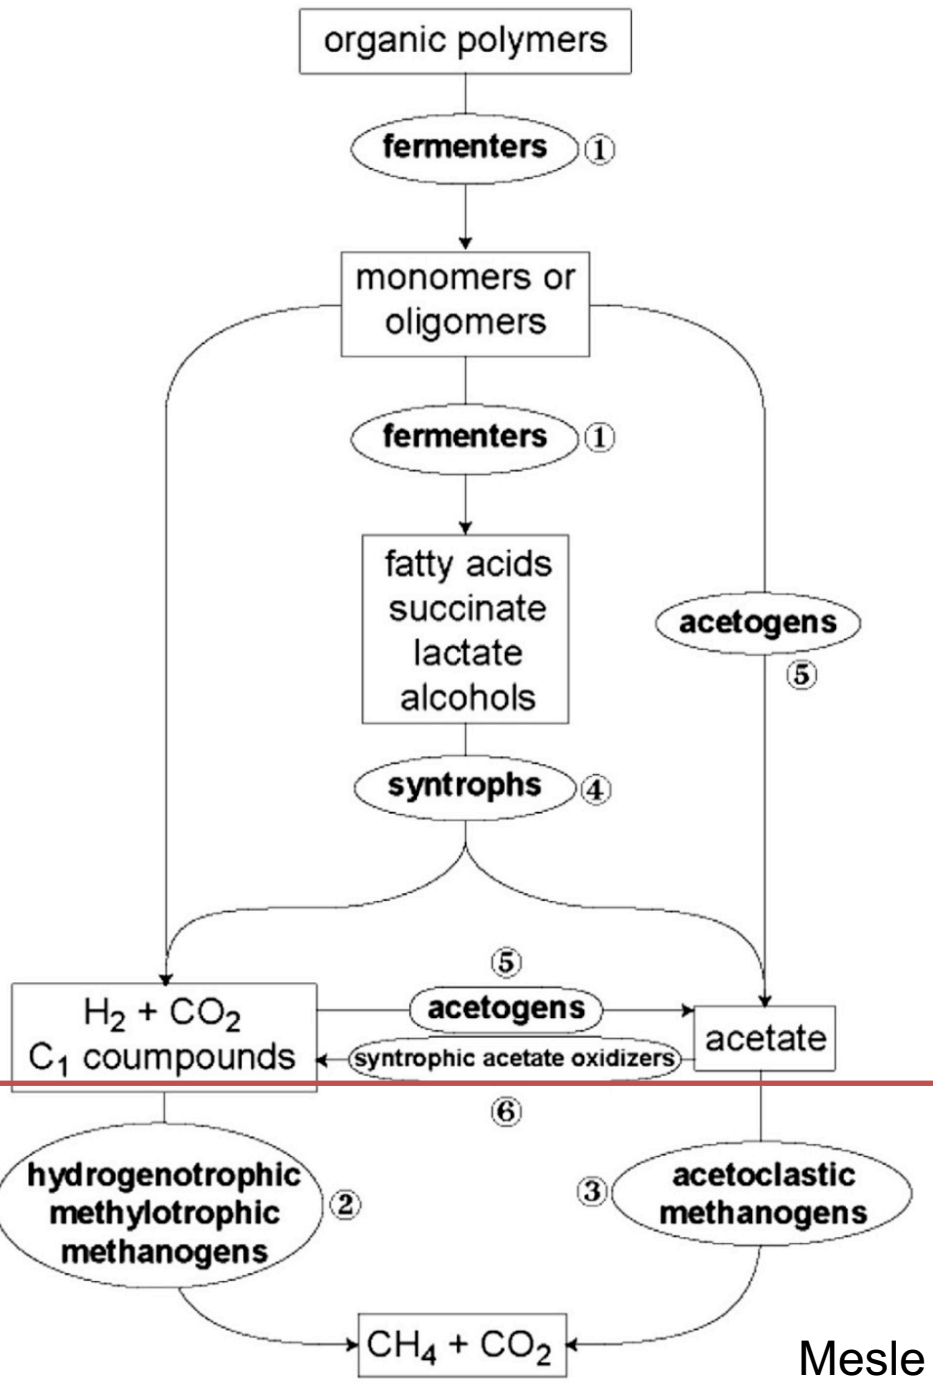 organic polymers
fermenters ①
monomers or
oligomers
fermenters ①
fatty acids
succinate
lactate
alcohols
acetogens
⑤
syntrophs ④
⑤
H₂ + CO₂
C₁ coumpounds
acetogens
syntrophic acetate oxidizers
acetate
⑥
hydrogenotrophic
methylotrophic
methanogens
②
③
acetoclastic
methanogens
CH₄ + CO₂
Mesle